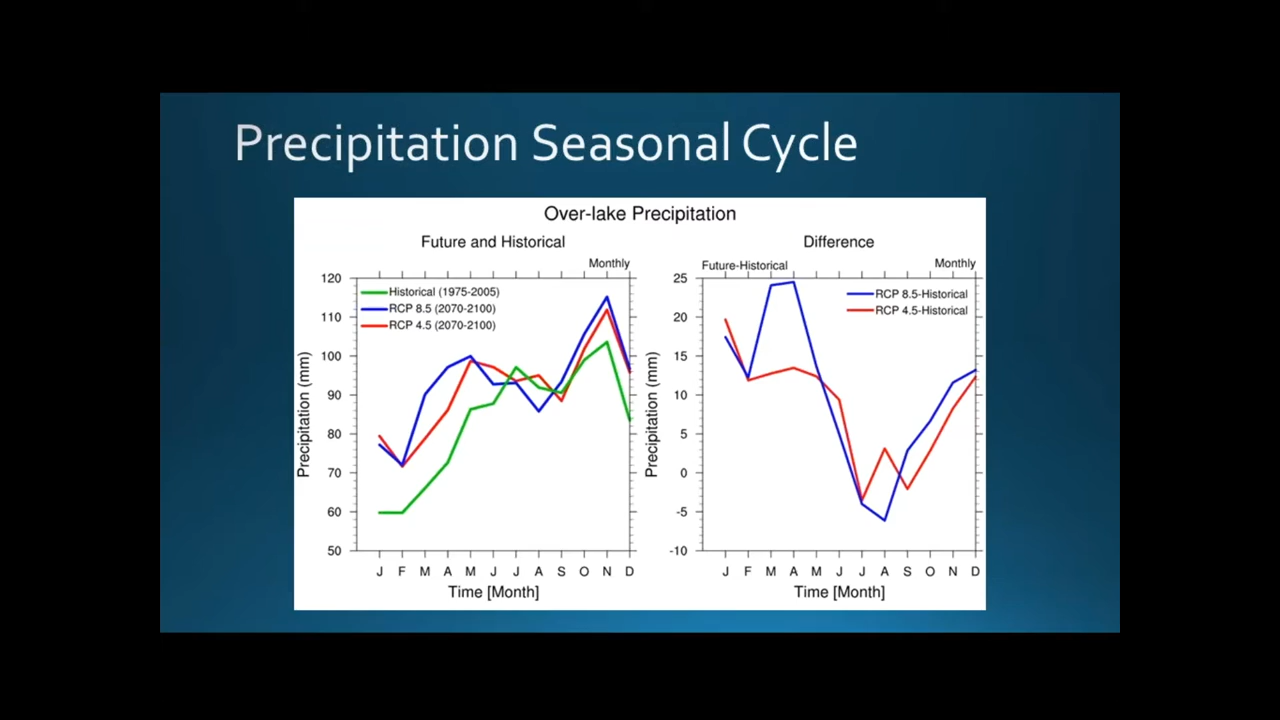 Precipitation Seasonal Cycle
Over-lake Precipitation
Future and Historical
Monthly
120
110
100
90
80
70
60
50
Precipitation (mm)
Historical (1975-2005)
RCP 8.5 (2070-2100)
RCP 4.5 (2070-2100)
J F M A M J J A S O N D
Time [Month]
Difference
Future-Historical Monthly
25
20
15
10
5
0
-5
-10
Precipitation (mm)
RCP 8.5-Historical
RCP 4.5-Historical
J F M A M J J A S O N D
Time [Month]